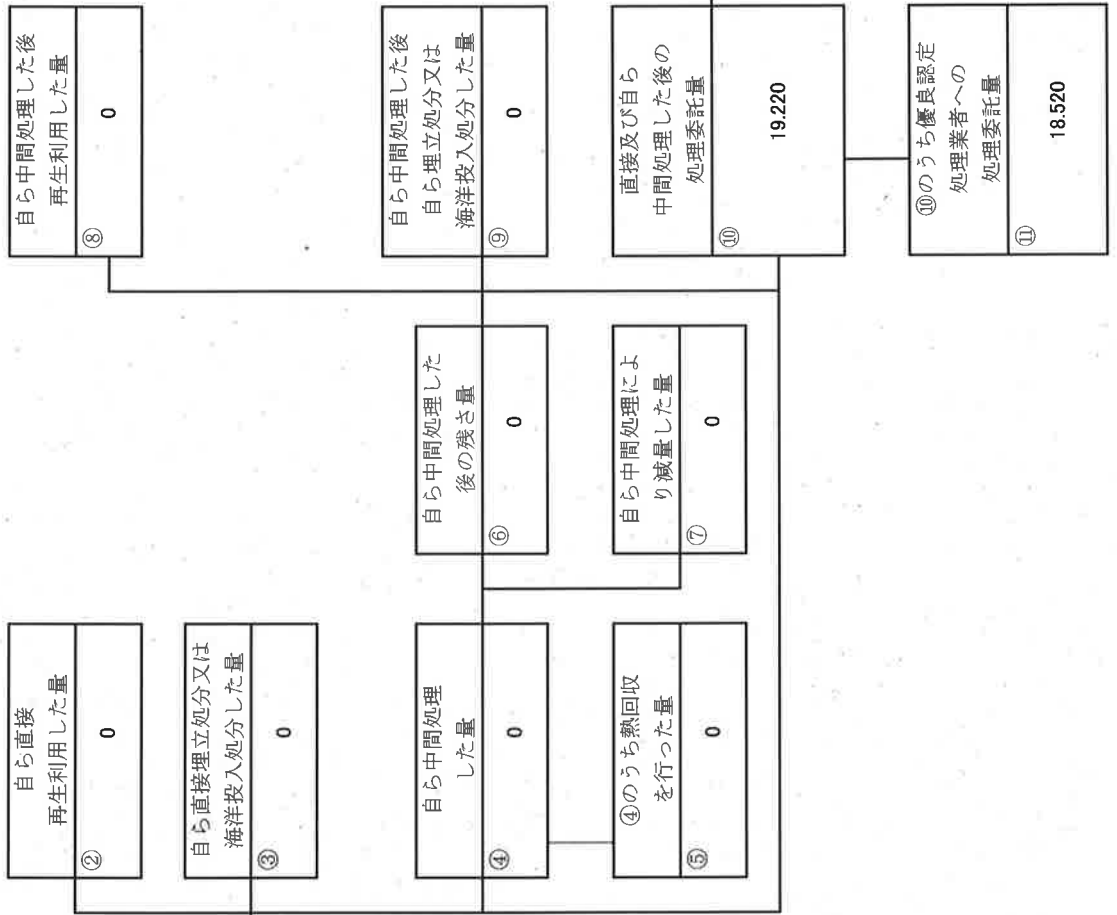 自ら直接
再生利用した量
②
0
自ら直接埋立処分又は
海洋投入処分した量
③
0
自ら中間処理
した量
④
0
④のうち熱回収
を行った量
⑤
0
自ら中間処理した
後の残さ量
⑥
0
自ら中間処理によ
り減量した量
⑦
0
自ら中間処理した後
再生利用した量
⑧
0
自ら中間処理した後
自ら埋立処分又は
海洋投入処分した量
⑨
0
直接及び自ら
中間処理した後の
処理委託量
⑩
19.220
⑩のうち優良認定
処理業者への
処理委託量
⑪
18.520